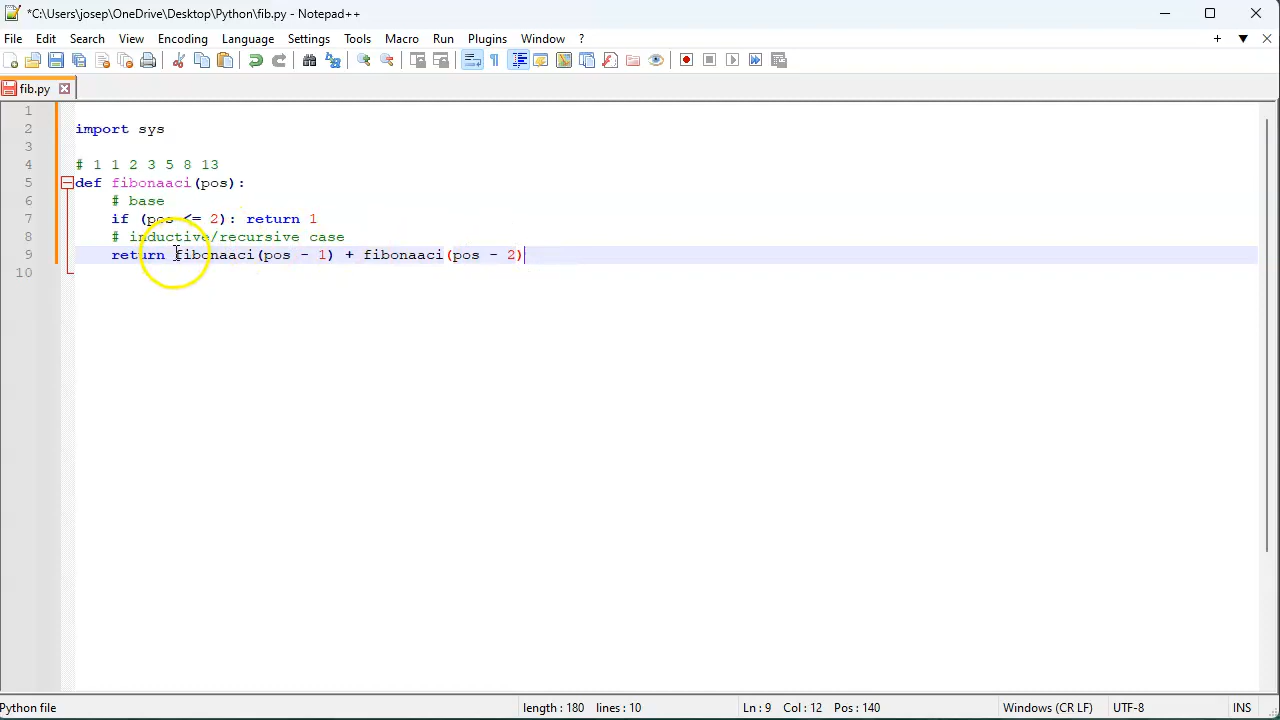 *C:\Users\josep\OneDrive\Desktop\Python\fib.py - Notepad++
File Edit Search View Encoding Language Settings Tools Macro Run Plugins Window ?
fib.py
1
2 import sys
3
4 # 1 1 2 3 5 8 13
5 def fibonaaci(pos):
6 # base
7 if (pos <= 2): return 1
8 # inductive/recursive case
9 return fibonaaci(pos - 1) + fibonaaci(pos - 2)
10
Python file length : 180 lines : 10 Ln : 9 Col : 12 Pos : 140 Windows (CR LF) UTF-8 INS